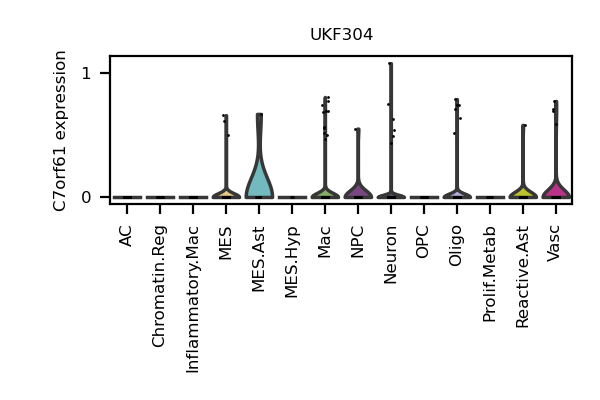 UKF304
C7orf61 expression
1
0
AC
Chromatin.Reg
Inflammatory.Mac
MES
MES.Ast
MES.Hyp
Mac
NPC
Neuron
OPC
Oligo
Prolif.Metab
Reactive.Ast
Vasc